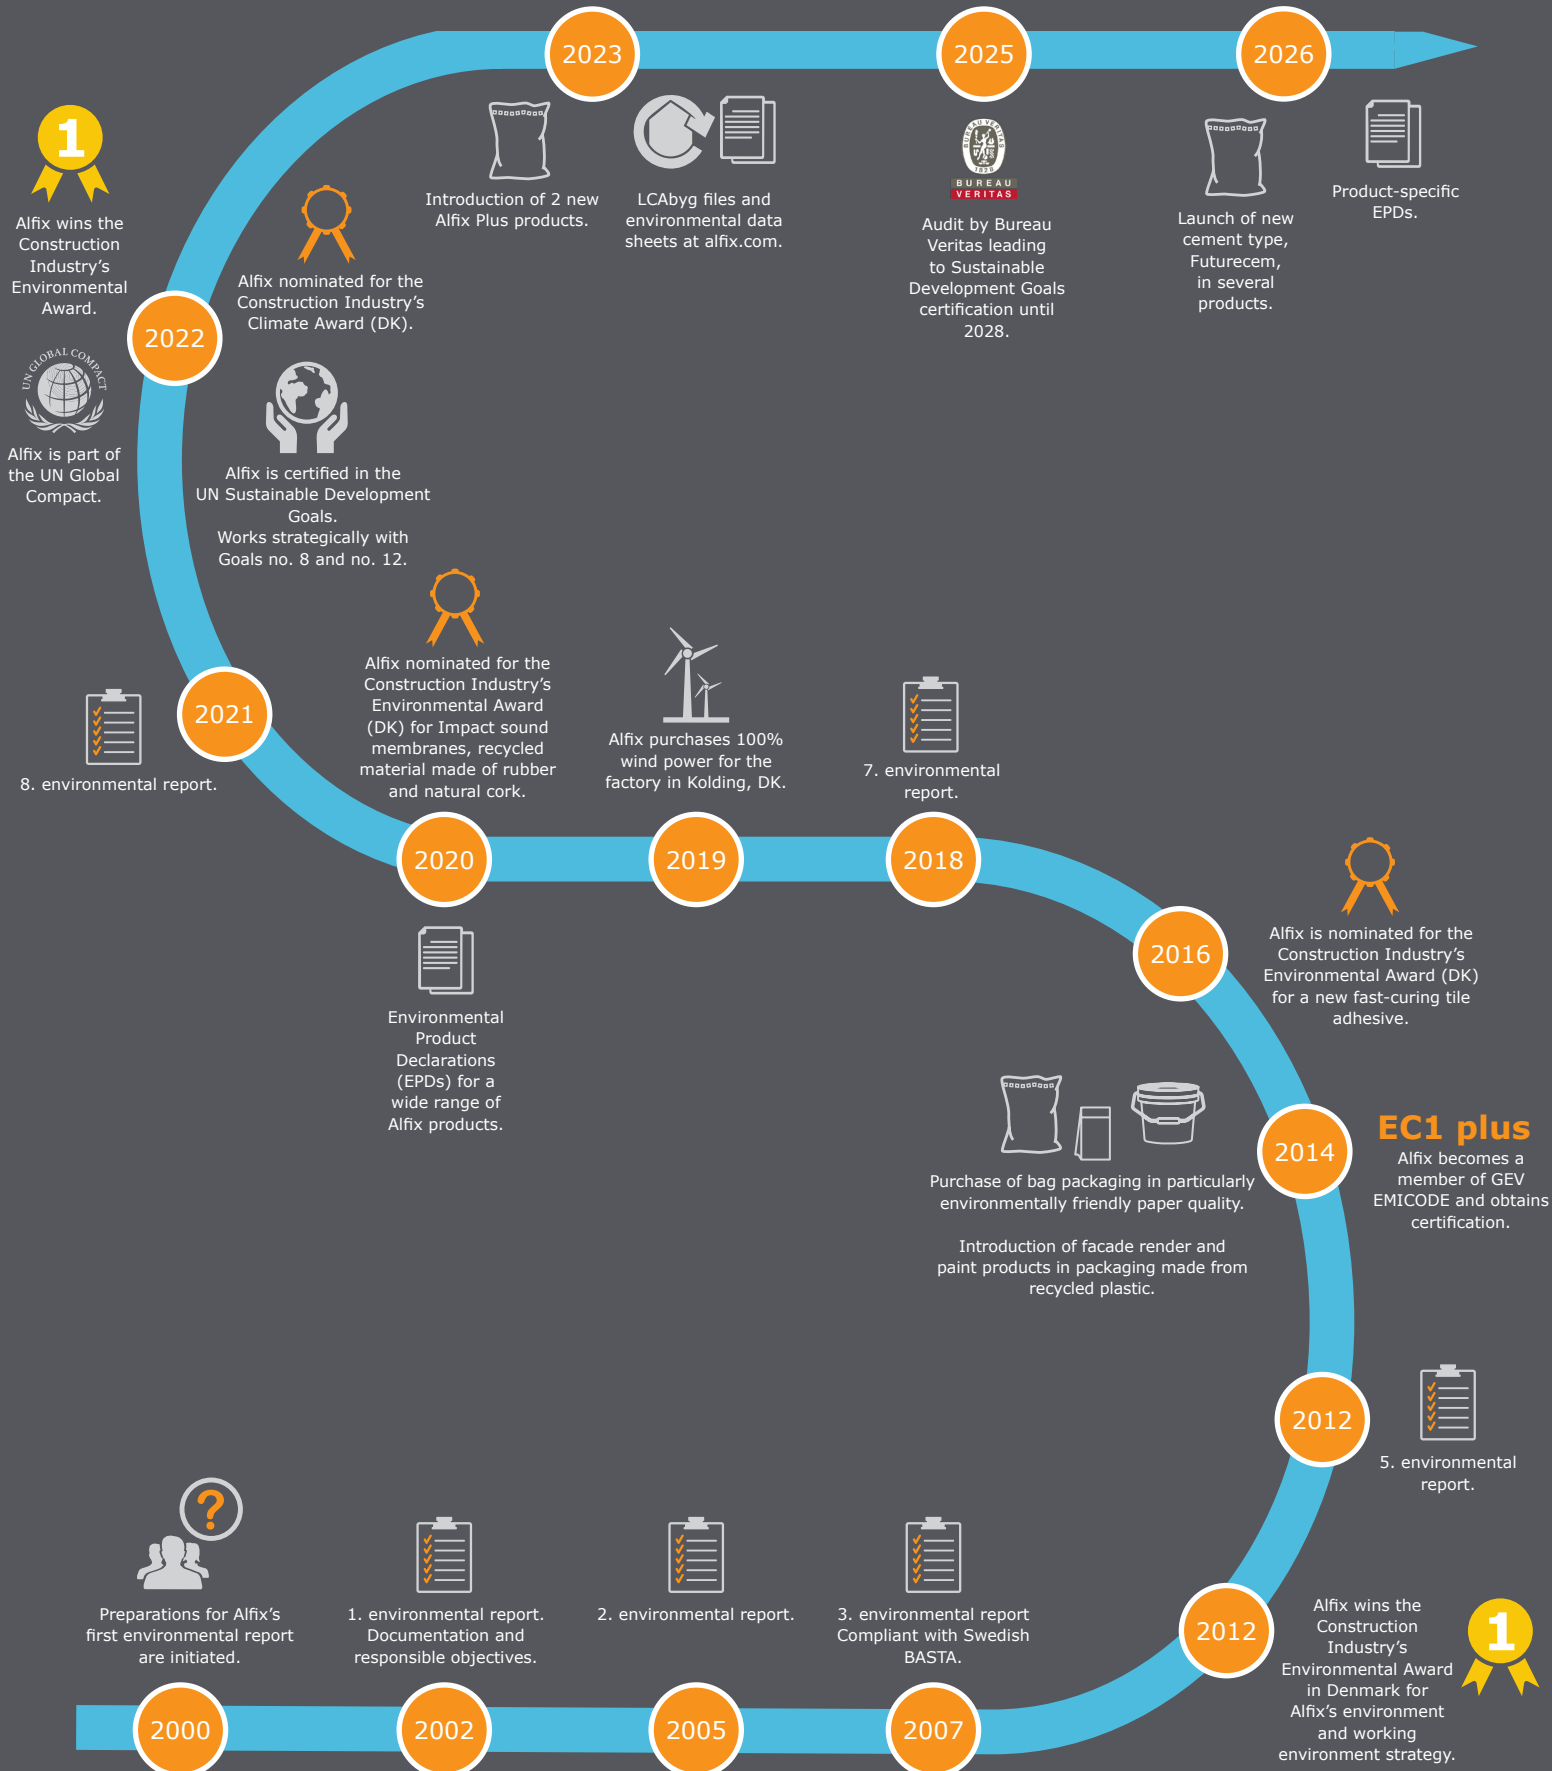 2023
2025
2026
1
Alfix wins the
Construction
Industry’s
Environmental
Award.
Alfix nominated for the
Construction Industry’s
Climate Award (DK).
Introduction of 2 new
Alfix Plus products.
LCAbyg files and
environmental data
sheets at alfix.com.
BUREAU VERITAS
1828
BUREAU
VERITAS
Audit by Bureau
Veritas leading
to Sustainable
Development Goals
certification until
2028.
Launch of new
cement type,
Futurecem,
in several
products.
Product-specific
EPDs.
2022
UN GLOBAL COMPACT
Alfix is part of
the UN Global
Compact.
Alfix is certified in the
UN Sustainable Development
Goals.
Works strategically with
Goals no. 8 and no. 12.
2021
8. environmental report.
Alfix nominated for the
Construction Industry’s
Environmental Award
(DK) for Impact sound
membranes, recycled
material made of rubber
and natural cork.
Alfix purchases 100%
wind power for the
factory in Kolding, DK.
7. environmental
report.
2020
2019
2018
Environmental
Product
Declarations
(EPDs) for a
wide range of
Alfix products.
2016
Alfix is nominated for the
Construction Industry’s
Environmental Award (DK)
for a new fast-curing tile
adhesive.
Purchase of bag packaging in particularly
environmentally friendly paper quality.
Introduction of facade render and
paint products in packaging made from
recycled plastic.
2014
EC1 plus
Alfix becomes a
member of GEV
EMICODE and obtains
certification.
2012
5. environmental
report.
?
Preparations for Alfix’s
first environmental report
are initiated.
1. environmental report.
Documentation and
responsible objectives.
2. environmental report.
3. environmental report
Compliant with Swedish
BASTA.
2012
Alfix wins the
Construction
Industry’s
Environmental Award
in Denmark for
Alfix’s environment
and working
environment strategy.
1
2000
2002
2005
2007